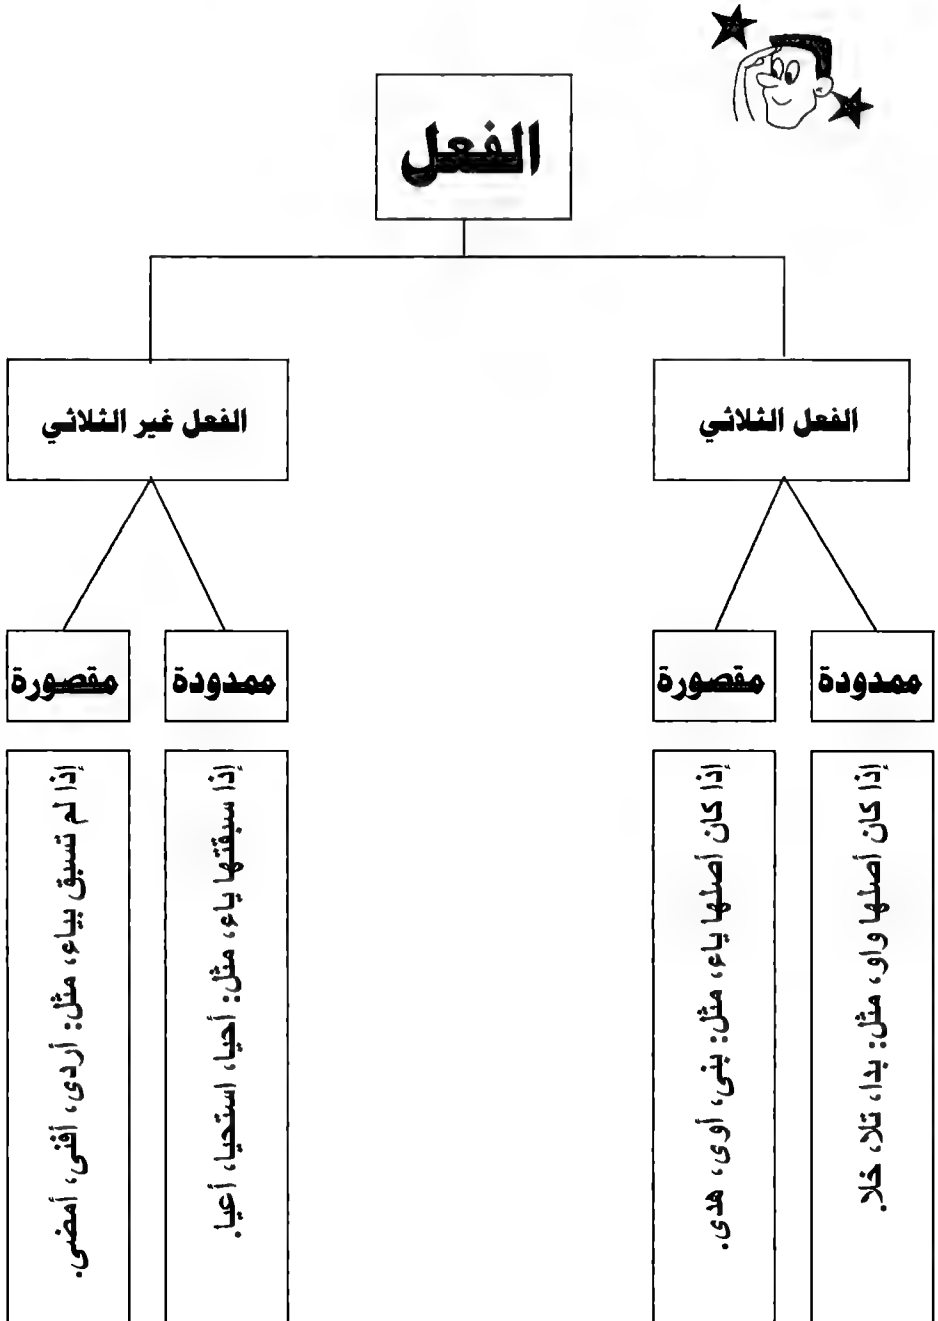 الفعل
الفعل الثلاثي
الفعل غير الثلاثي
ممدودة
مقصورة
ممدودة
مقصورة
إذا كان أصلها واو، مثل: بدا، تلا، خلا.
إذا كان أصلها ياء، مثل: بنى، أوى، هدى.
إذا سبقتها ياء، مثل: أحيا، استحيا، أعيا.
إذا لم تسبق بياء، مثل: أردى، أفنى، أمضى.